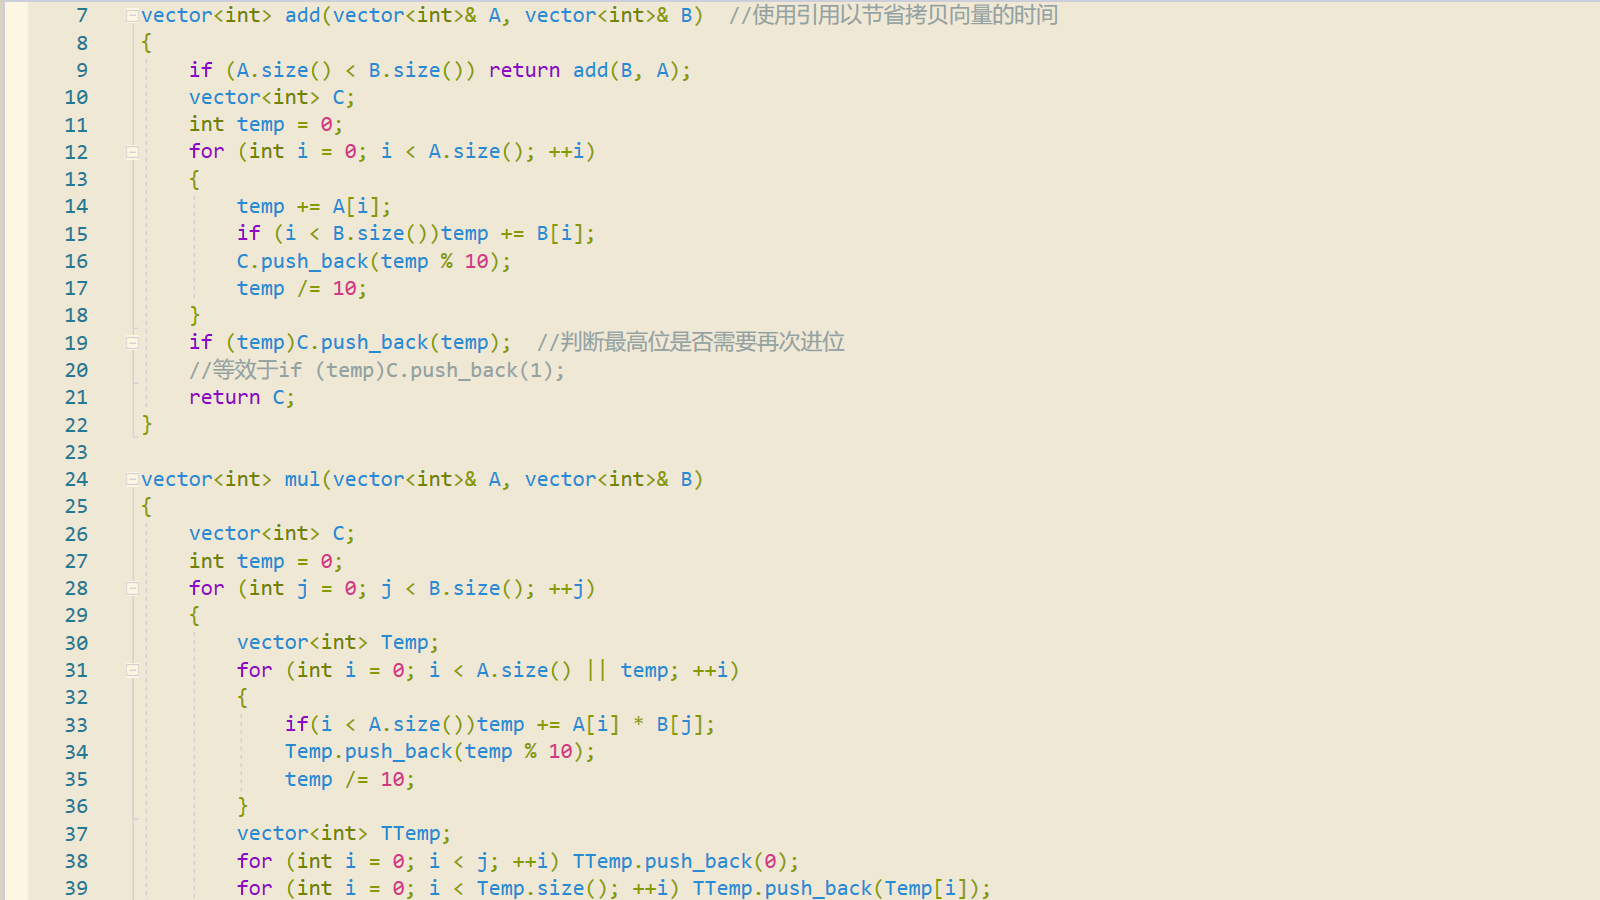 7 vector<int> add(vector<int>& A, vector<int>& B)  //使用引用以节省拷贝向量的时间
8 {
9     if (A.size() < B.size()) return add(B, A);
10     vector<int> C;
11     int temp = 0;
12     for (int i = 0; i < A.size(); ++i)
13     {
14         temp += A[i];
15         if (i < B.size())temp += B[i];
16         C.push_back(temp % 10);
17         temp /= 10;
18     }
19     if (temp)C.push_back(temp);  //判断最高位是否需要再次进位
20     //等效于if (temp)C.push_back(1);
21     return C;
22 }
23
24 vector<int> mul(vector<int>& A, vector<int>& B)
25 {
26     vector<int> C;
27     int temp = 0;
28     for (int j = 0; j < B.size(); ++j)
29     {
30         vector<int> Temp;
31         for (int i = 0; i < A.size() || temp; ++i)
32         {
33             if(i < A.size())temp += A[i] * B[j];
34             Temp.push_back(temp % 10);
35             temp /= 10;
36         }
37         vector<int> TTemp;
38         for (int i = 0; i < j; ++i) TTemp.push_back(0);
39         for (int i = 0; i < Temp.size(); ++i) TTemp.push_back(Temp[i]);